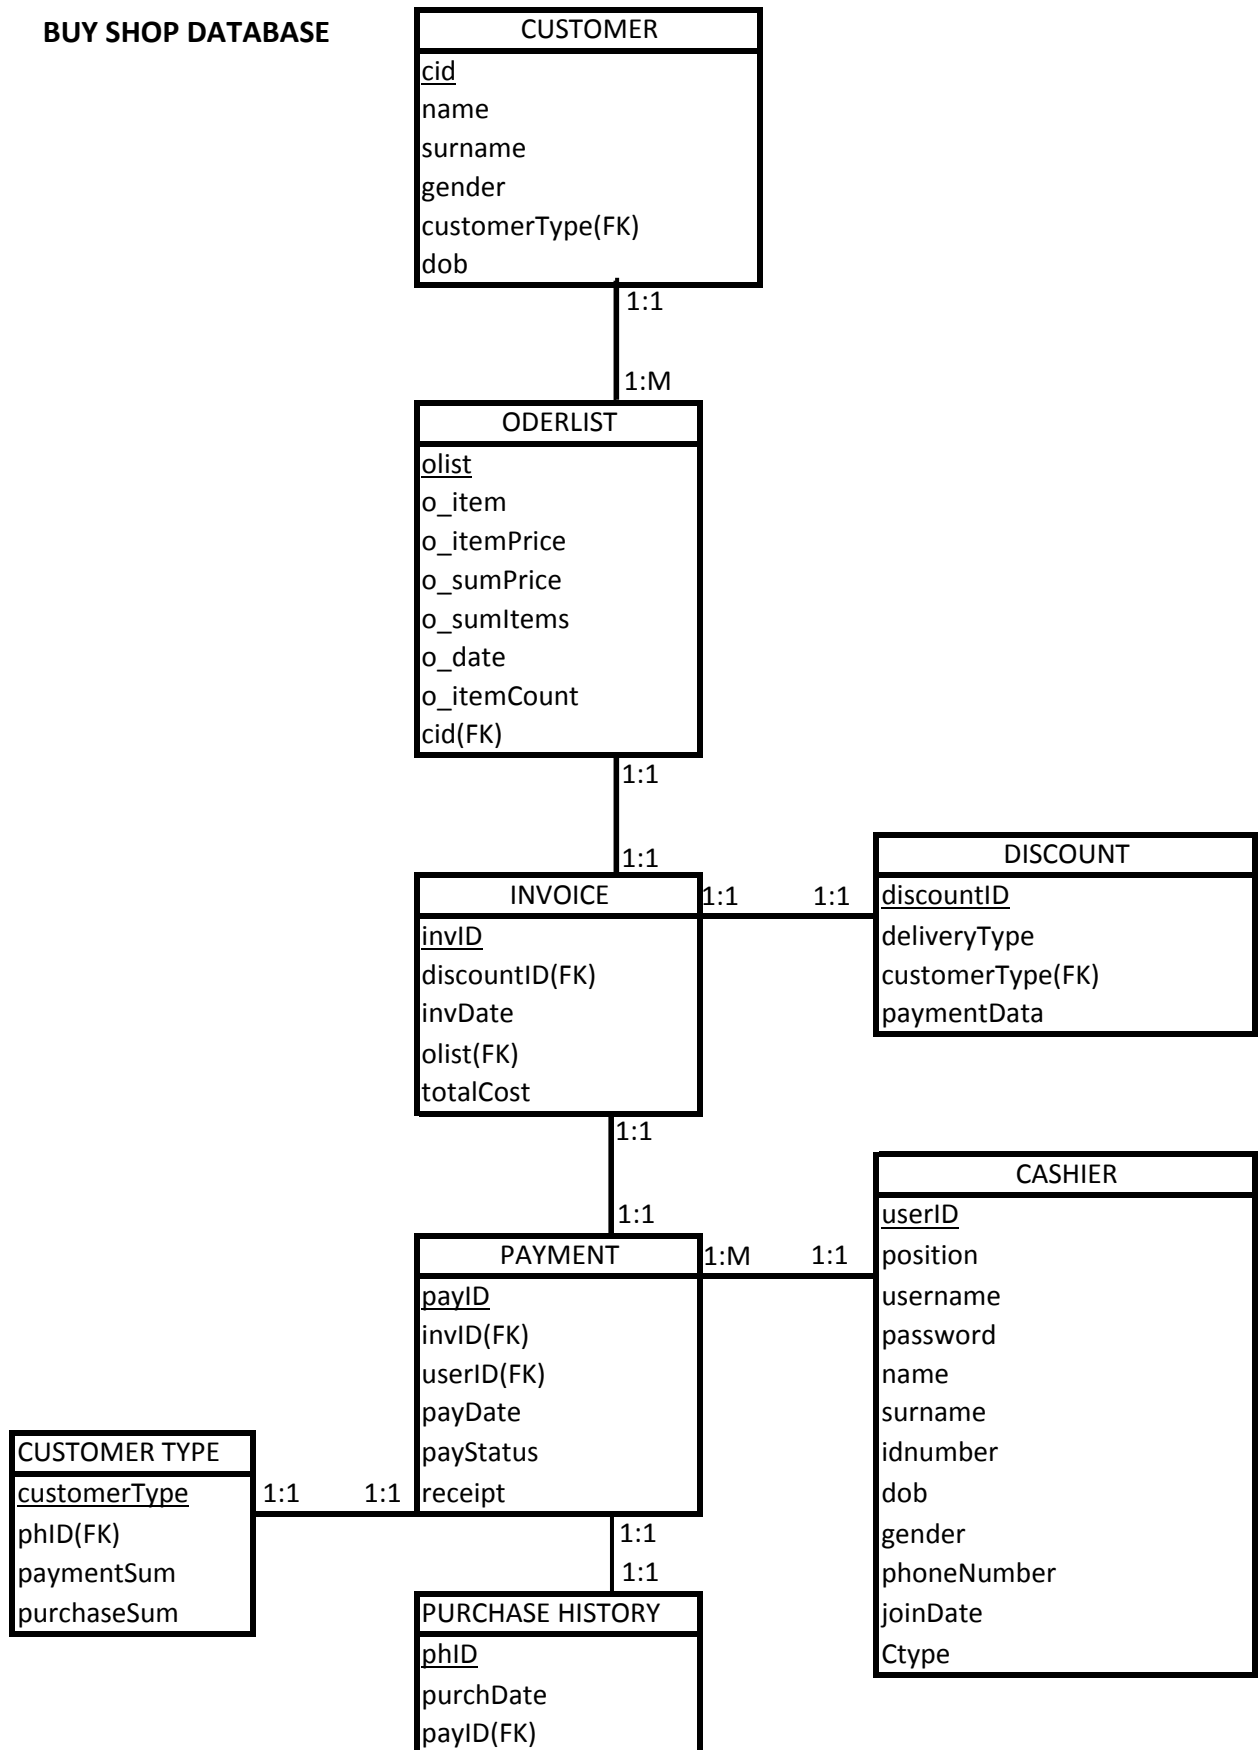 BUY SHOP DATABASE
CUSTOMER
cid
name
surname
gender
customerType(FK)
dob
1:1
1:M
ODERLIST
olist
o_item
o_itemPrice
o_sumPrice
o_sumItems
o_date
o_itemCount
cid(FK)
1:1
1:1
INVOICE
invID
discountID(FK)
invDate
olist(FK)
totalCost
1:1 1:1
DISCOUNT
discountID
deliveryType
customerType(FK)
paymentData
1:1
1:1
PAYMENT
payID
invID(FK)
userID(FK)
payDate
payStatus
receipt
1:M 1:1
CASHIER
userID
position
username
password
name
surname
idnumber
dob
gender
phoneNumber
joinDate
Ctype
CUSTOMER TYPE
customerType
phID(FK)
paymentSum
purchaseSum
1:1 1:1
1:1
1:1
PURCHASE HISTORY
phID
purchDate
payID(FK)